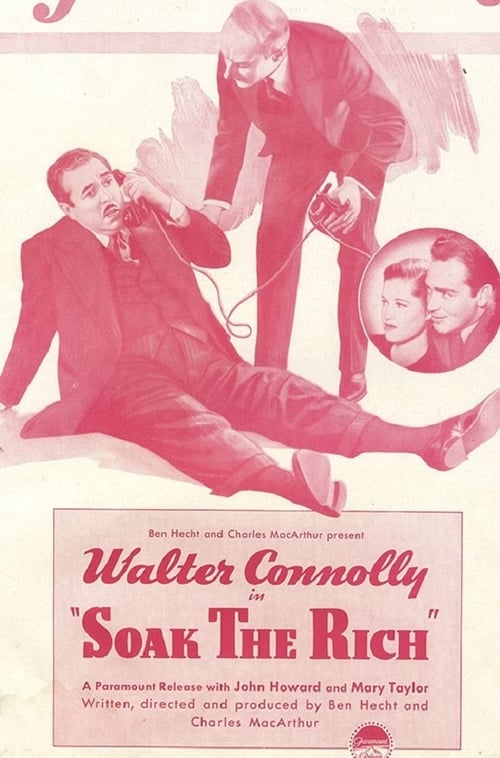 Ben Hecht and Charles MacArthur present
Walter Connolly
in
"SOAK THE RICH"
A Paramount Release with John Howard and Mary Taylor
Written, directed and produced by Ben Hecht and
Charles MacArthur
Paramount